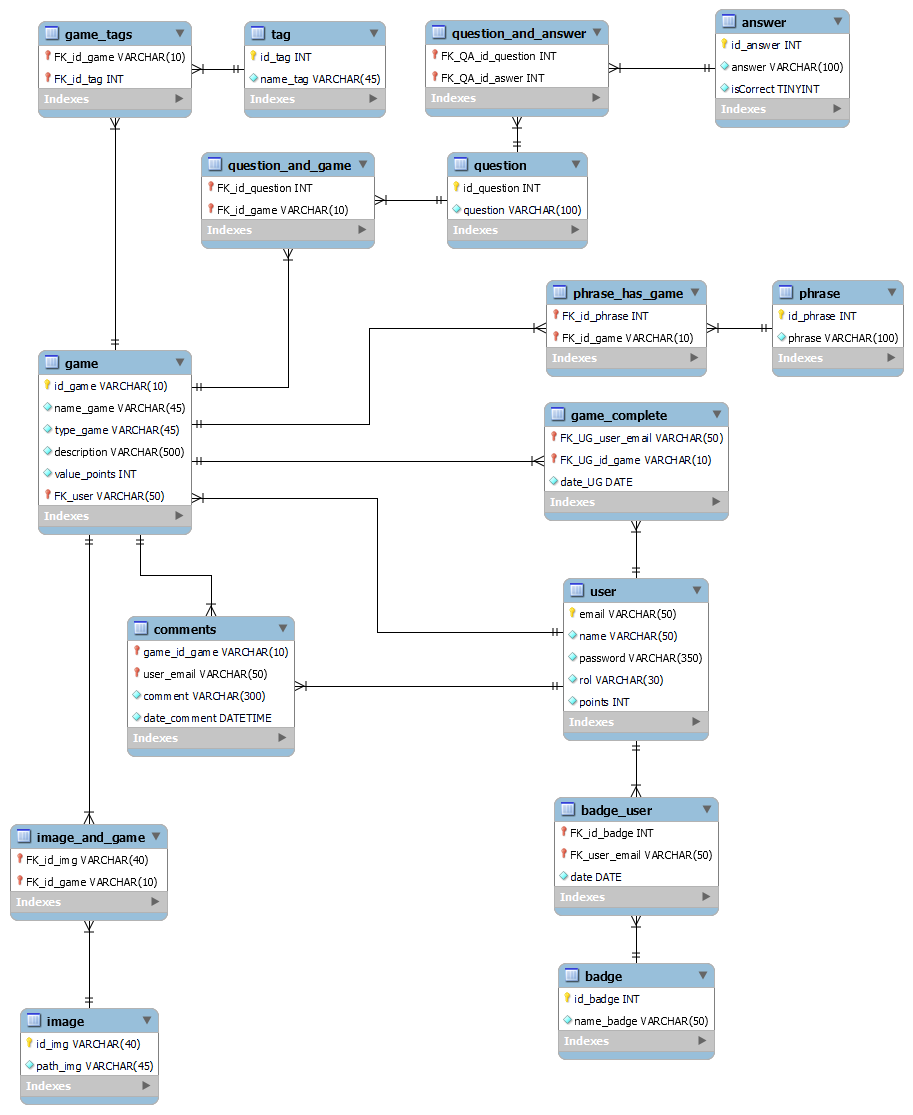 game_tags
FK_id_game VARCHAR(10)
FK_id_tag INT
Indexes
tag
id_tag INT
name_tag VARCHAR(45)
Indexes
question_and_answer
FK_QA_id_question INT
FK_QA_id_aswer INT
Indexes
answer
id_answer INT
answer VARCHAR(100)
isCorrect TINYINT
Indexes
question_and_game
FK_id_question INT
FK_id_game VARCHAR(10)
Indexes
question
id_question INT
question VARCHAR(100)
Indexes
phrase_has_game
FK_id_phrase INT
FK_id_game VARCHAR(10)
Indexes
phrase
id_phrase INT
phrase VARCHAR(100)
Indexes
game
id_game VARCHAR(10)
name_game VARCHAR(45)
type_game VARCHAR(45)
description VARCHAR(500)
value_points INT
FK_user VARCHAR(50)
Indexes
game_complete
FK_UG_user_email VARCHAR(50)
FK_UG_id_game VARCHAR(10)
date_UG DATE
Indexes
user
email VARCHAR(50)
name VARCHAR(50)
password VARCHAR(350)
rol VARCHAR(30)
points INT
Indexes
comments
game_id_game VARCHAR(10)
user_email VARCHAR(50)
comment VARCHAR(300)
date_comment DATETIME
Indexes
badge_user
FK_id_badge INT
FK_user_email VARCHAR(50)
date DATE
Indexes
image_and_game
FK_id_img VARCHAR(40)
FK_id_game VARCHAR(10)
Indexes
badge
id_badge INT
name_badge VARCHAR(50)
Indexes
image
id_img VARCHAR(40)
path_img VARCHAR(45)
Indexes